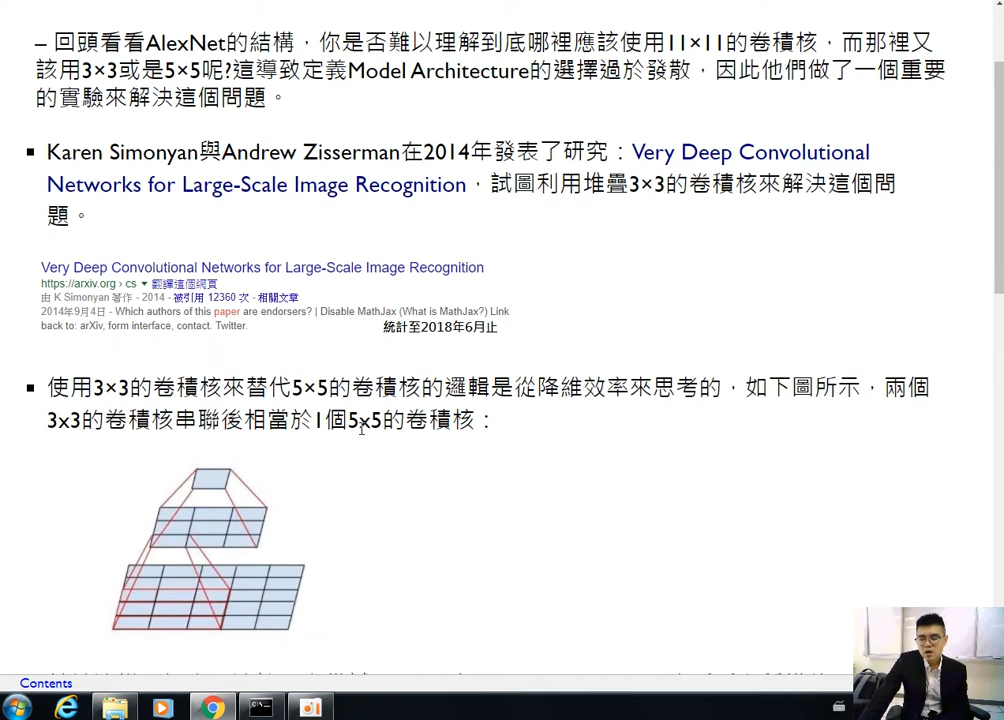 – 回頭看看AlexNet的結構，你是否難以理解到底哪裡應該使用11×11的卷積核，而那裡又
該用3×3或是5×5呢?這導致定義Model Architecture的選擇過於發散，因此他們做了一個重要
的實驗來解決這個問題。
▪ Karen Simonyan與Andrew Zisserman在2014年發表了研究：Very Deep Convolutional
Networks for Large-Scale Image Recognition，試圖利用堆疊3×3的卷積核來解決這個問
題。
Very Deep Convolutional Networks for Large-Scale Image Recognition
https://arxiv.org › cs ▼ 翻譯這個網頁
由 K Simonyan 著作 - 2014 - 被引用 12360 次 - 相關文章
2014年9月4日 - Which authors of this paper are endorsers? | Disable MathJax (What is MathJax?) Link
back to: arXiv, form interface, contact. Twitter.
統計至2018年6月止
▪ 使用3×3的卷積核來替代5×5的卷積核的邏輯是從降維效率來思考的，如下圖所示，兩個
3x3的卷積核串聯後相當於1個5x5的卷積核：
Contents